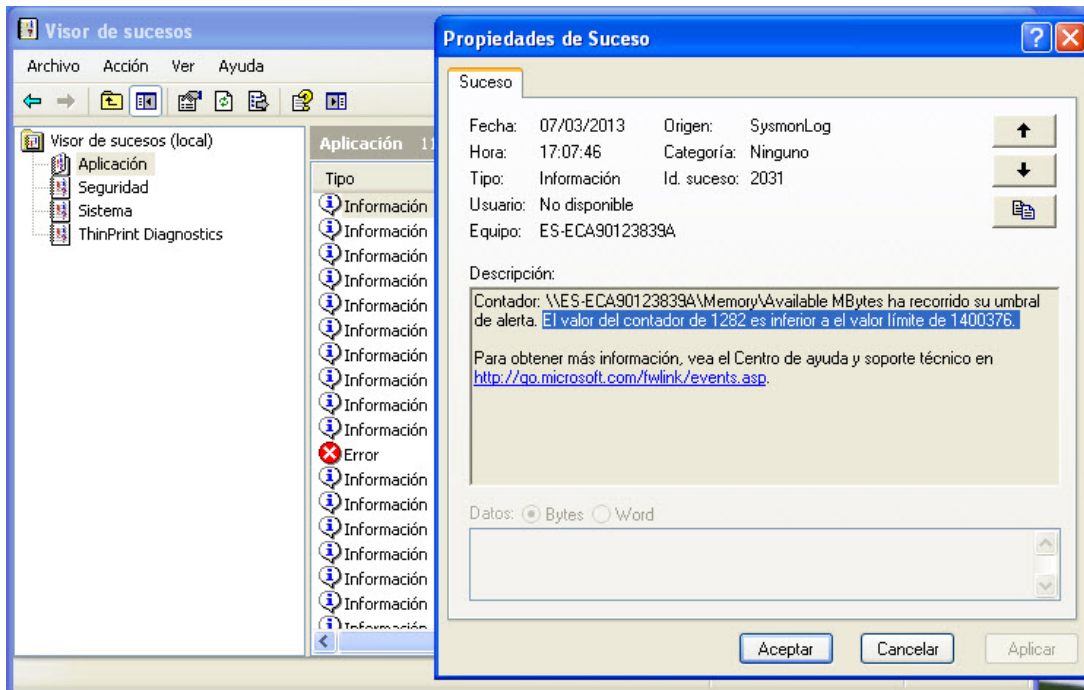 Visor de sucesos
Archivo Acción Ver Ayuda
Visor de sucesos (local)
Aplicación
Seguridad
Sistema
ThinPrint Diagnostics
Aplicación 11
Tipo
Información
Información
Información
Información
Información
Información
Información
Información
Información
Información
Error
Información
Información
Información
Información
Información
Información
Información
Propiedades de Suceso
Suceso
Fecha: 07/03/2013 Origen: SysmonLog
Hora: 17:07:46 Categoría: Ninguno
Tipo: Información Id. suceso: 2031
Usuario: No disponible
Equipo: ES-ECA90123839A
Descripción:
Contador: \\ES-ECA90123839A\Memory\Available MBytes ha recorrido su umbral
de alerta. El valor del contador de 1282 es inferior a el valor límite de 1400376.
Para obtener más información, vea el Centro de ayuda y soporte técnico en
http://go.microsoft.com/fwlink/events.asp.
Datos: Bytes Word
Aceptar Cancelar Aplicar